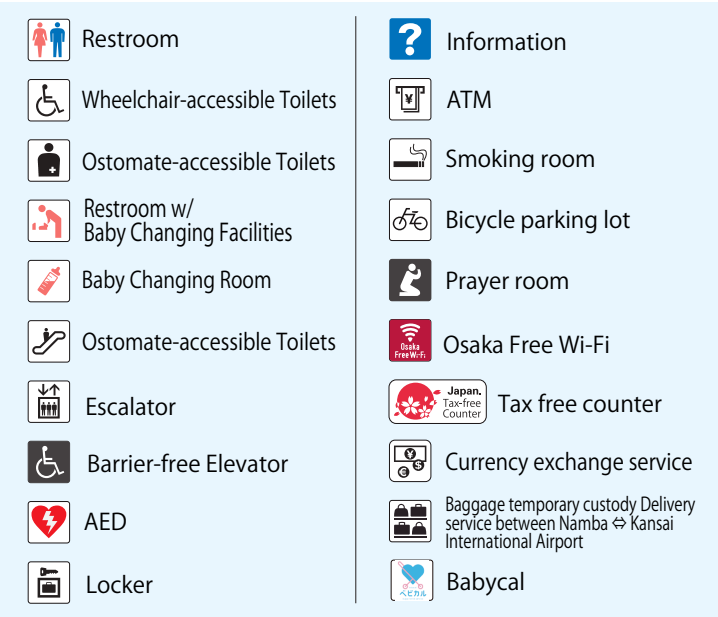 Restroom
Wheelchair-accessible Toilets
Ostomate-accessible Toilets
Restroom w/
Baby Changing Facilities
Baby Changing Room
Ostomate-accessible Toilets
Escalator
Barrier-free Elevator
AED
Locker
?
Information
¥
ATM
Smoking room
Bicycle parking lot
Prayer room
Osaka
Free Wi-Fi
Osaka Free Wi-Fi
Japan.
Tax-free
Counter
Tax free counter
¥
€ $
Currency exchange service
Baggage temporary custody Delivery
service between Namba ⇔ Kansai
International Airport
ベビカル
Babycal